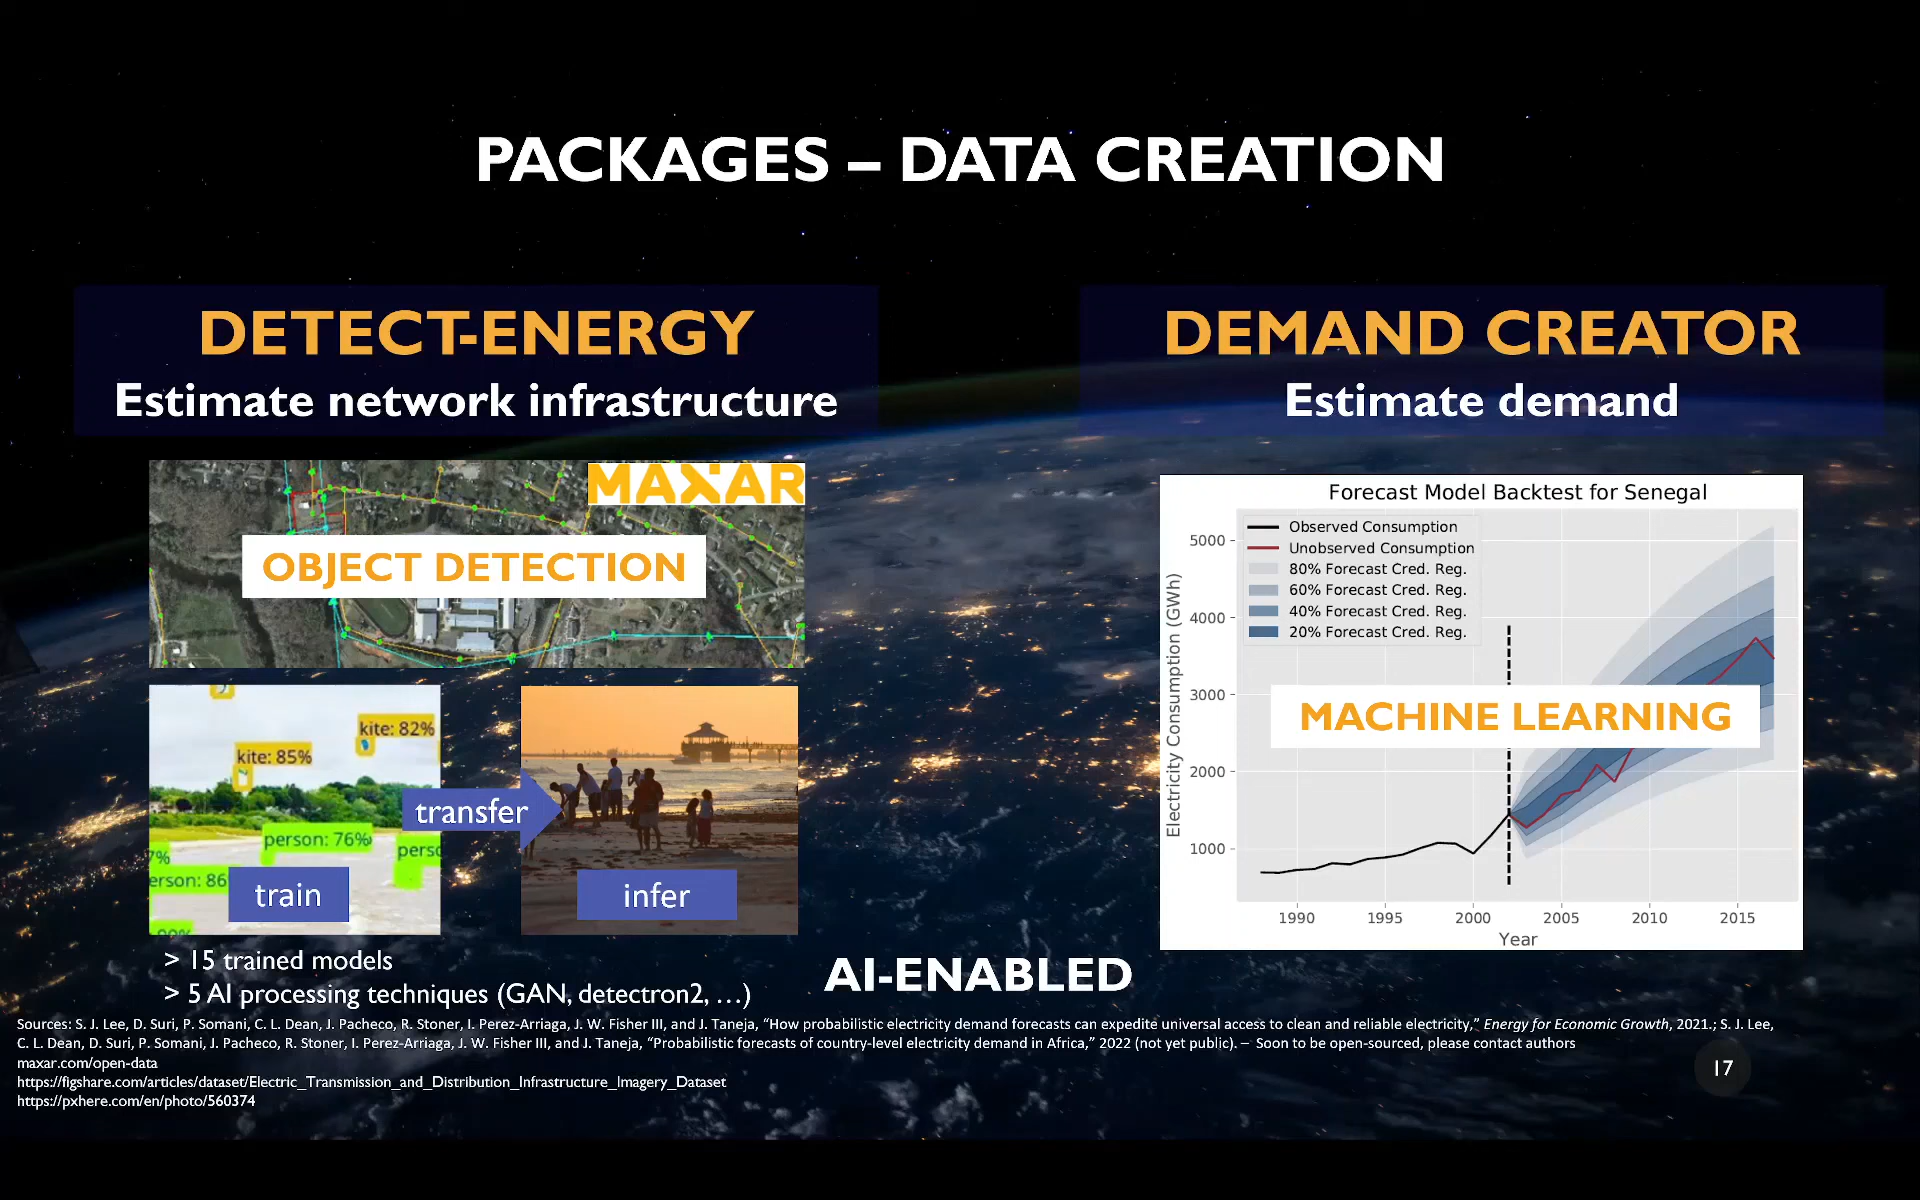 PACKAGES – DATA CREATION
DETECT-ENERGY
Estimate network infrastructure
MAXAR
OBJECT DETECTION
kite: 85%
kite: 82%
person: 76%
7%
perso
erson: 86
90%
train
transfer
infer
> 15 trained models
> 5 AI processing techniques (GAN, detectron2, …)
DEMAND CREATOR
Estimate demand
Forecast Model Backtest for Senegal
Observed Consumption
Unobserved Consumption
80% Forecast Cred. Reg.
60% Forecast Cred. Reg.
40% Forecast Cred. Reg.
20% Forecast Cred. Reg.
Electricity Consumption (GWh)
5000
4000
3000
2000
1000
MACHINE LEARNING
1990 1995 2000 2005 2010 2015
Year
AI-ENABLED
Sources: S. J. Lee, D. Suri, P. Somani, C. L. Dean, J. Pacheco, R. Stoner, I. Perez-Arriaga, J. W. Fisher III, and J. Taneja, “How probabilistic electricity demand forecasts can expedite universal access to clean and reliable electricity,” Energy for Economic Growth, 2021.; S. J. Lee,
C. L. Dean, D. Suri, P. Somani, J. Pacheco, R. Stoner, I. Perez-Arriaga, J. W. Fisher III, and J. Taneja, “Probabilistic forecasts of country-level electricity demand in Africa,” 2022 (not yet public). – Soon to be open-sourced, please contact authors
maxar.com/open-data
https://figshare.com/articles/dataset/Electric_Transmission_and_Distribution_Infrastructure_Imagery_Dataset
https://pxhere.com/en/photo/560374
17